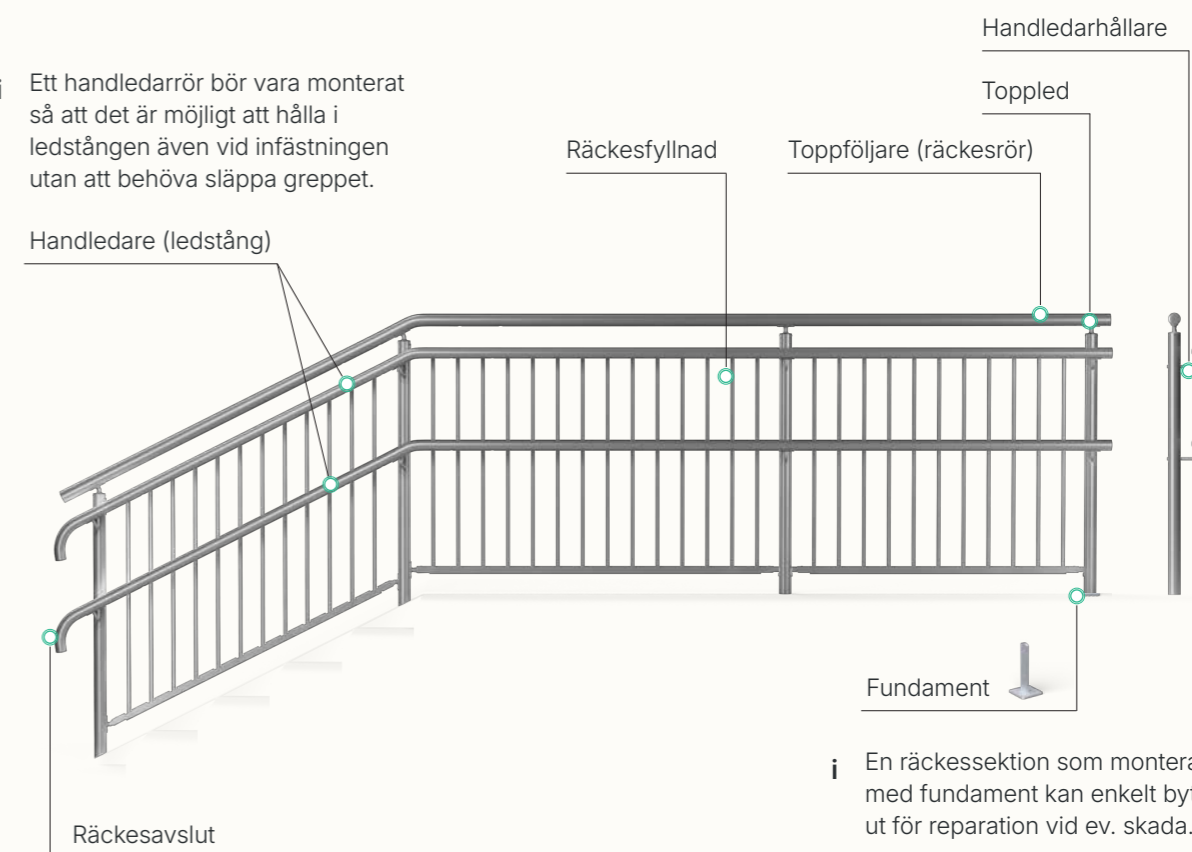 Handledarhållare
i Ett handledarrör bör vara monterat
så att det är möjligt att hålla i
ledstången även vid infästningen
utan att behöva släppa greppet.
Toppled
Räckesfyllnad
Toppföljare (räckesrör)
Handledare (ledstång)
Fundament
i En räckessektion som montera
med fundament kan enkelt byt
ut för reparation vid ev. skada.
Räckesavslut